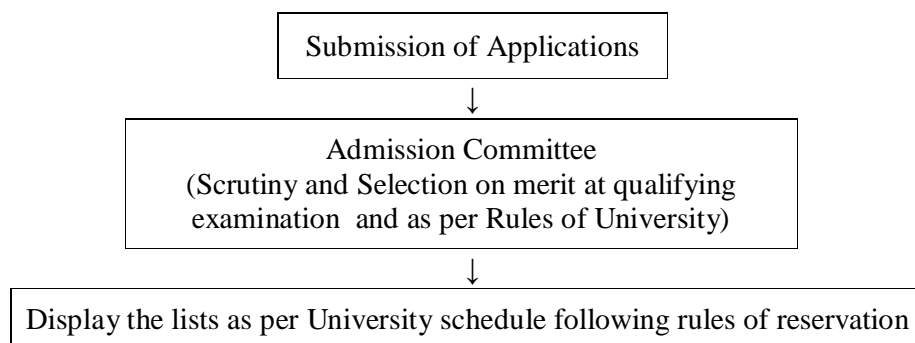 Submission of Applications
↓
Admission Committee
(Scrutiny and Selection on merit at qualifying
examination and as per Rules of University)
↓
Display the lists as per University schedule following rules of reservation